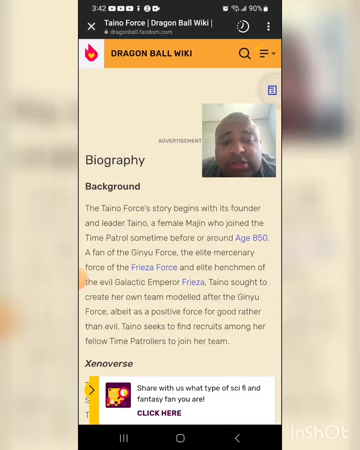 3:42
90%
Taino Force | Dragon Ball Wiki |
dragonball.fandom.com
DRAGON BALL WIKI
ADVERTISEMENT
Biography
Background
The Taino Force's story begins with its founder
and leader Taino, a female Majin who joined the
Time Patrol sometime before or around Age 850.
A fan of the Ginyu Force, the elite mercenary
force of the Frieza Force and elite henchmen of
the evil Galactic Emperor Frieza, Taino sought to
create her own team modelled after the Ginyu
Force, albeit as a positive force for good rather
than evil. Taino seeks to find recruits among her
fellow Time Patrollers to join her team.
Xenoverse
Share with us what type of sci fi and
fantasy fan you are!
CLICK HERE
InShOt